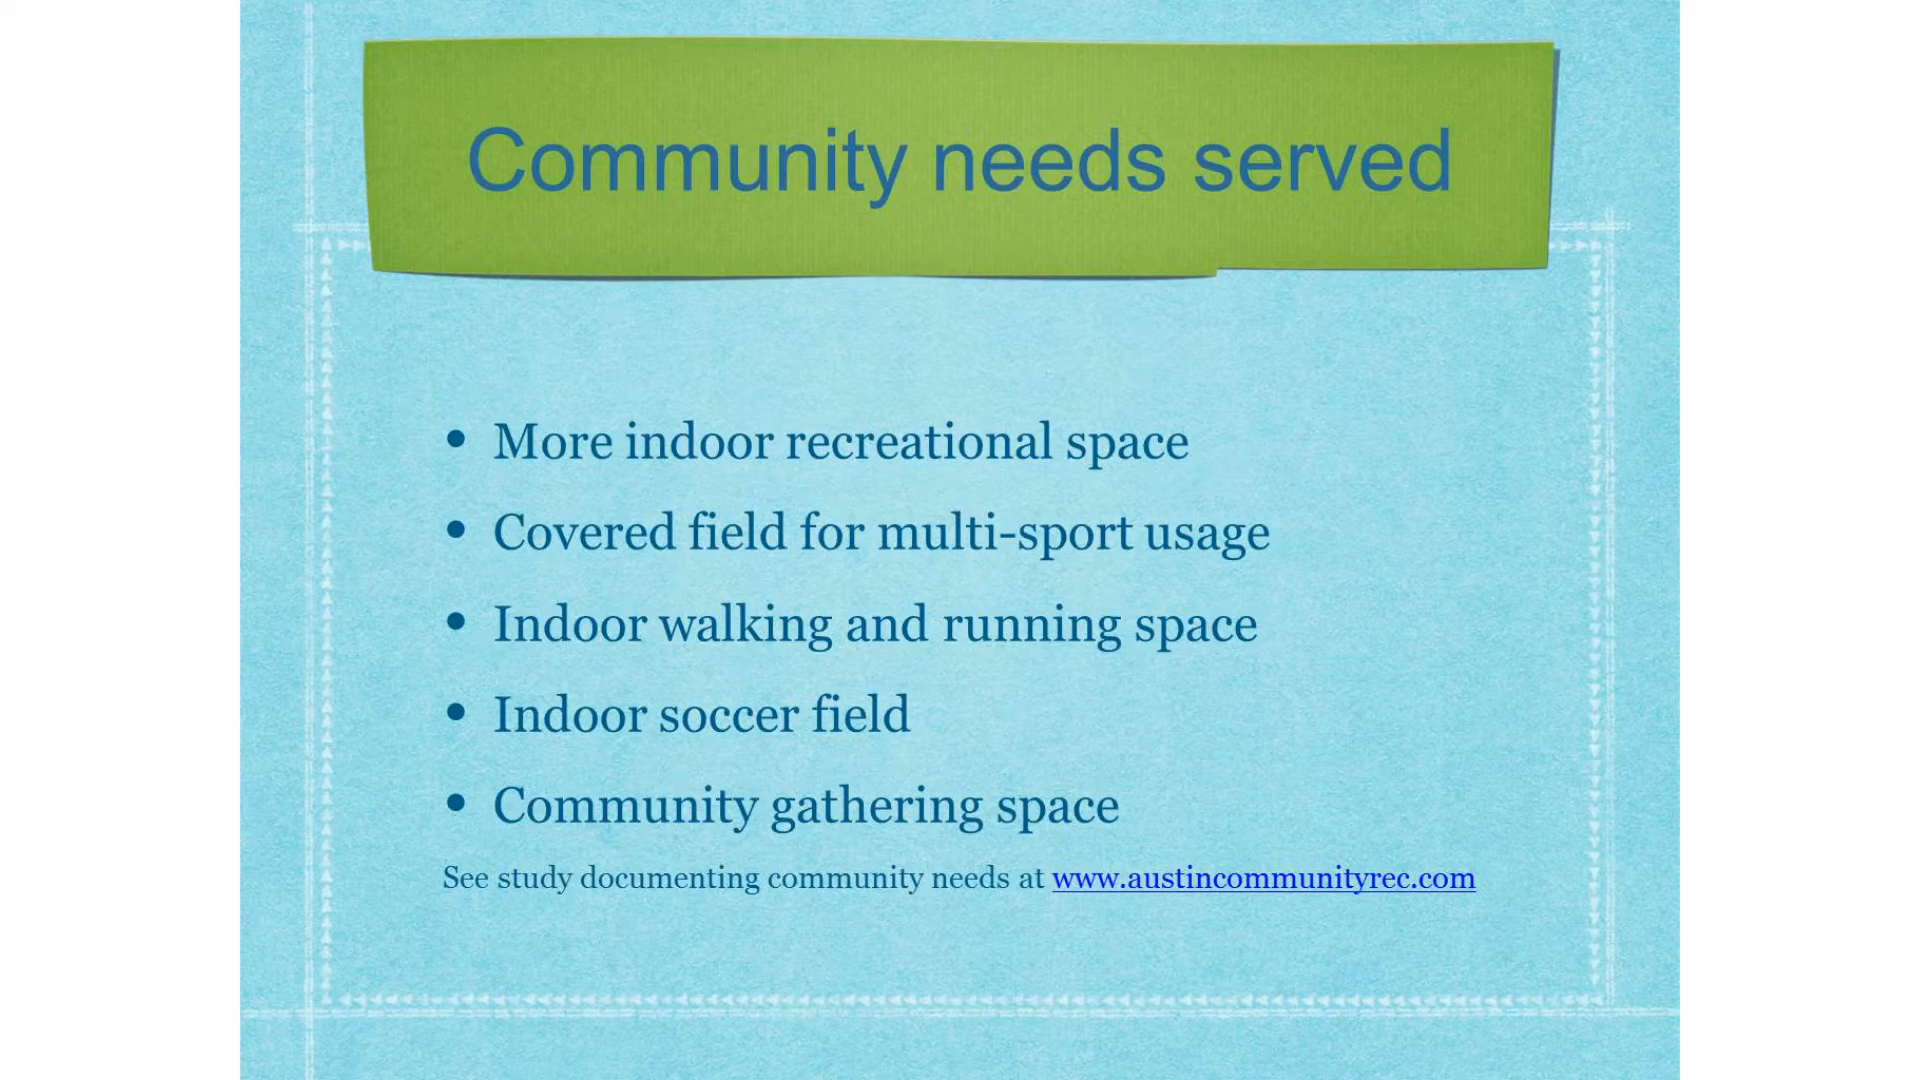 Community needs served
• More indoor recreational space
• Covered field for multi-sport usage
• Indoor walking and running space
• Indoor soccer field
• Community gathering space
See study documenting community needs at www.austincommunityrec.com